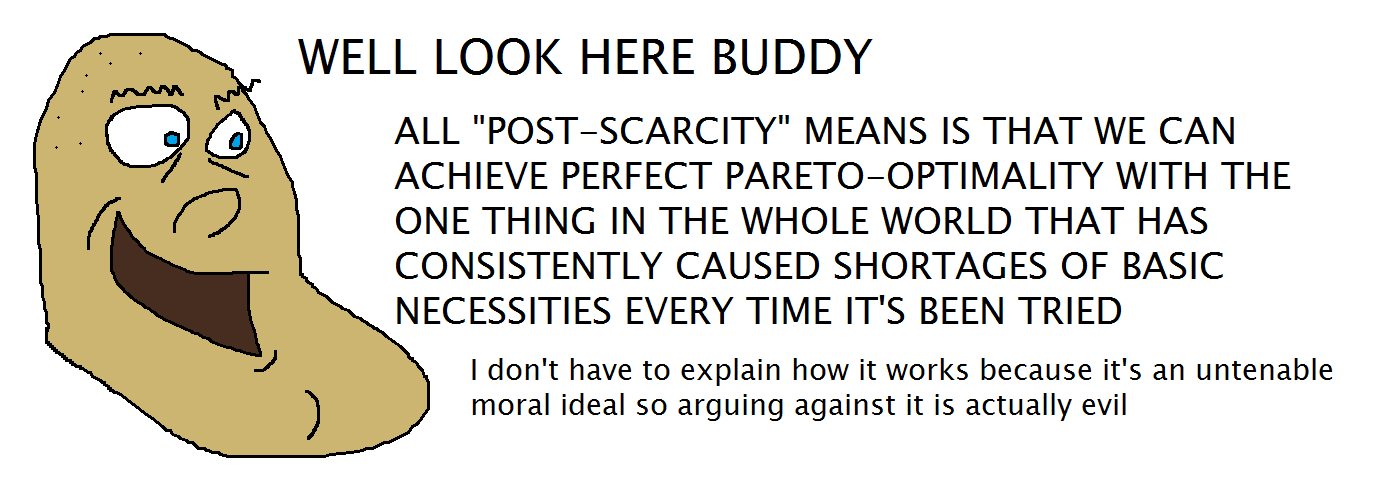 WELL LOOK HERE BUDDY
ALL "POST-SCARCITY" MEANS IS THAT WE CAN
ACHIEVE PERFECT PARETO-OPTIMALITY WITH THE
ONE THING IN THE WHOLE WORLD THAT HAS
CONSISTENTLY CAUSED SHORTAGES OF BASIC
NECESSITIES EVERY TIME IT'S BEEN TRIED
I don't have to explain how it works because it's an untenable
moral ideal so arguing against it is actually evil